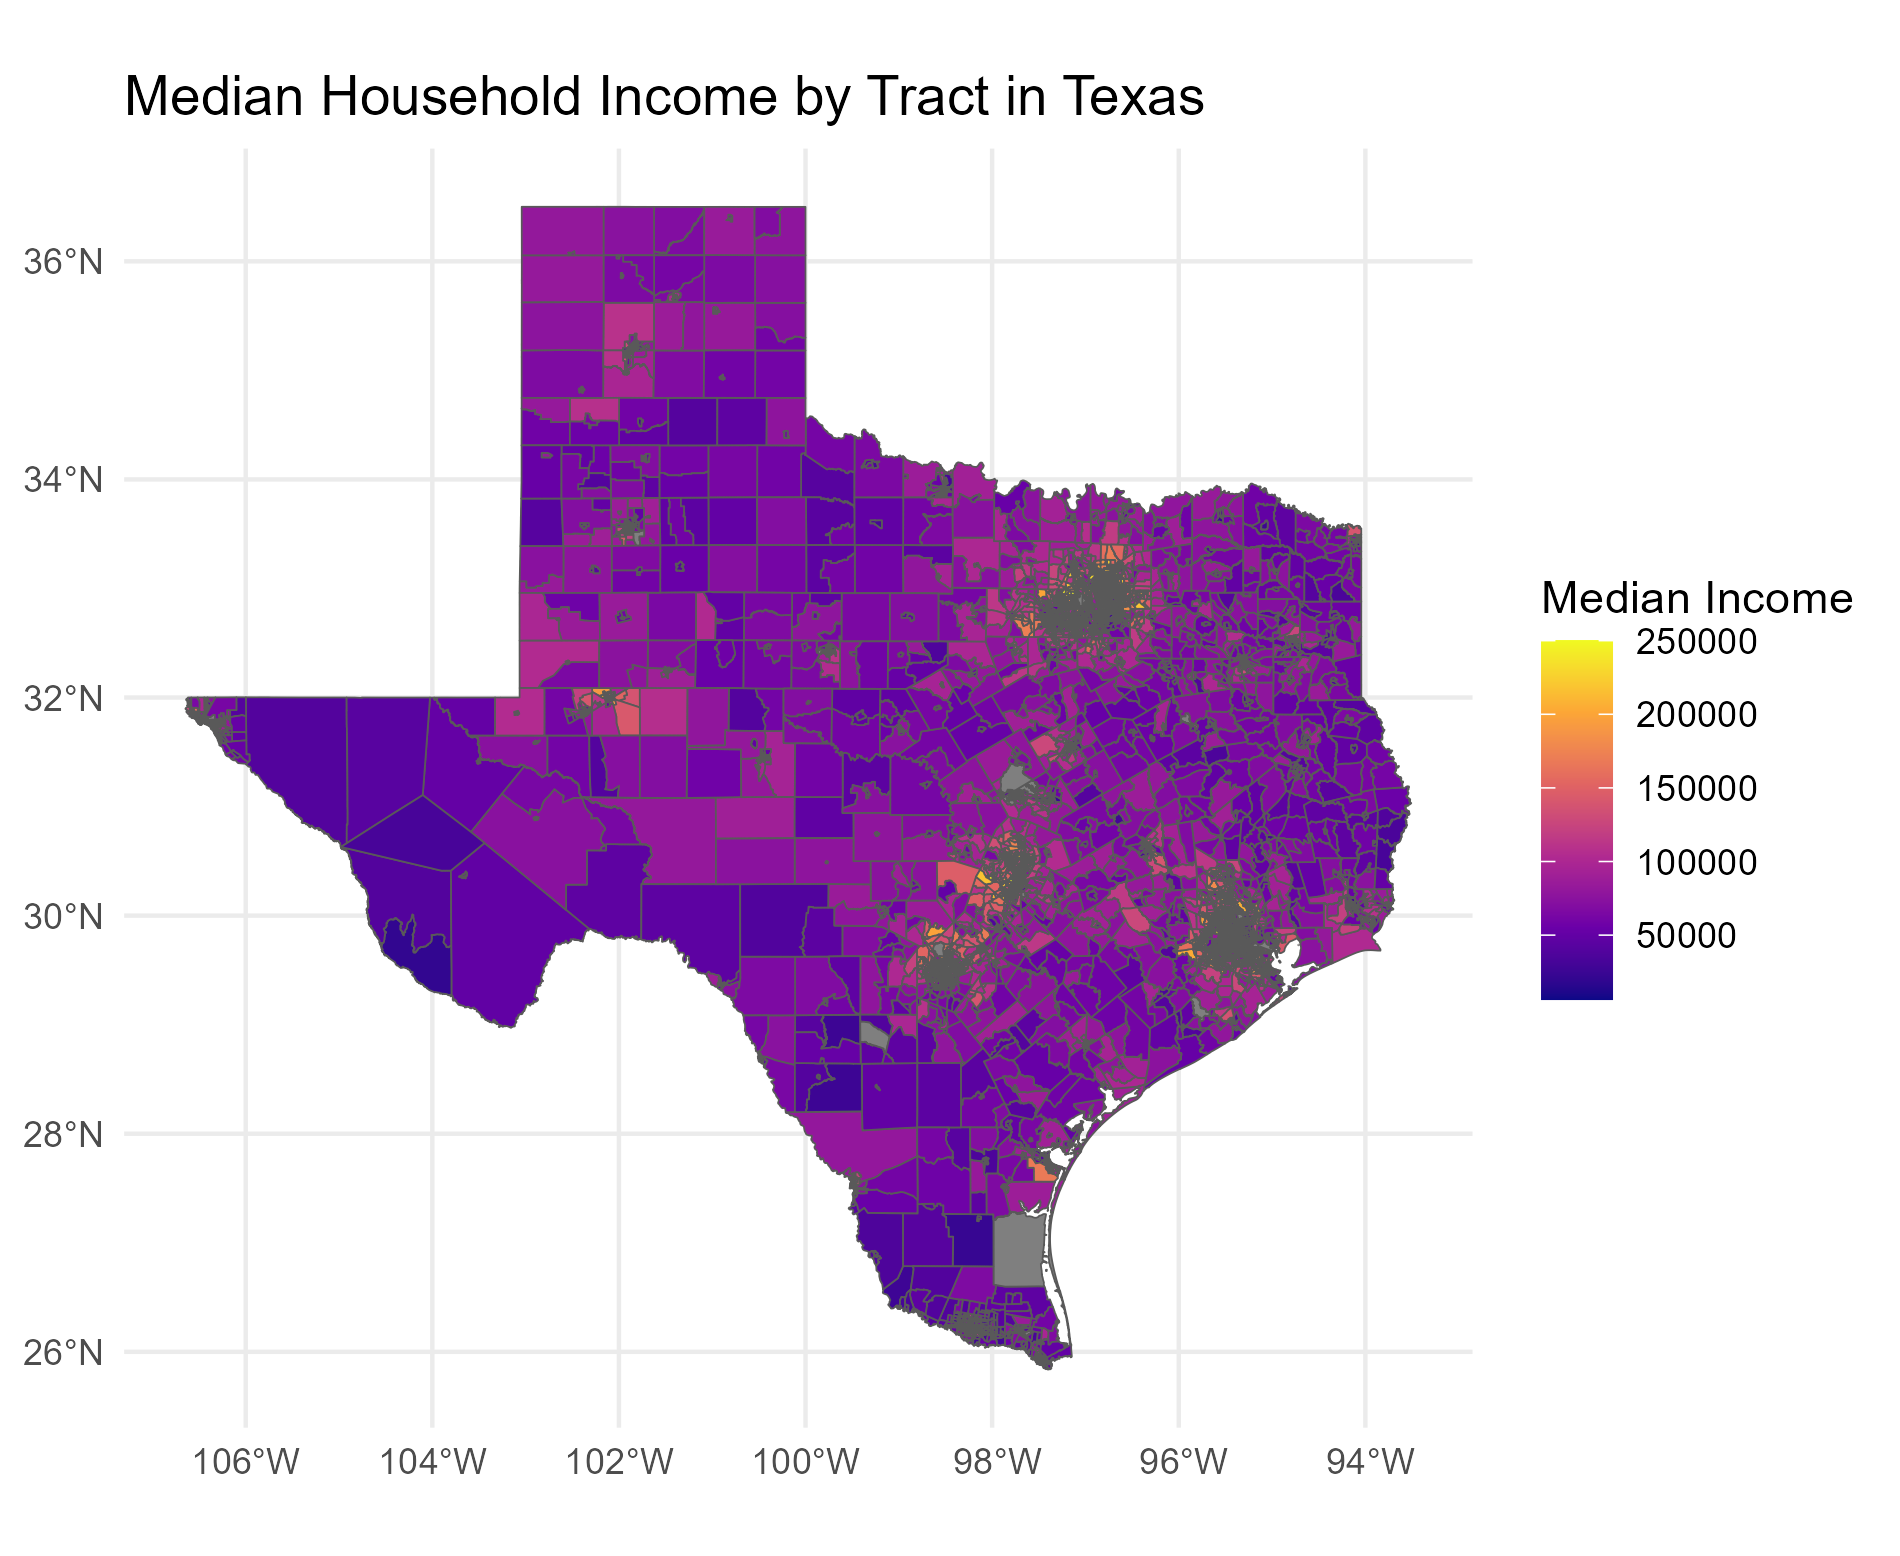 Median Household Income by Tract in Texas
36°N
34°N
32°N
30°N
28°N
26°N
106°W
104°W
102°W
100°W
98°W
96°W
94°W
Median Income
250000
200000
150000
100000
50000